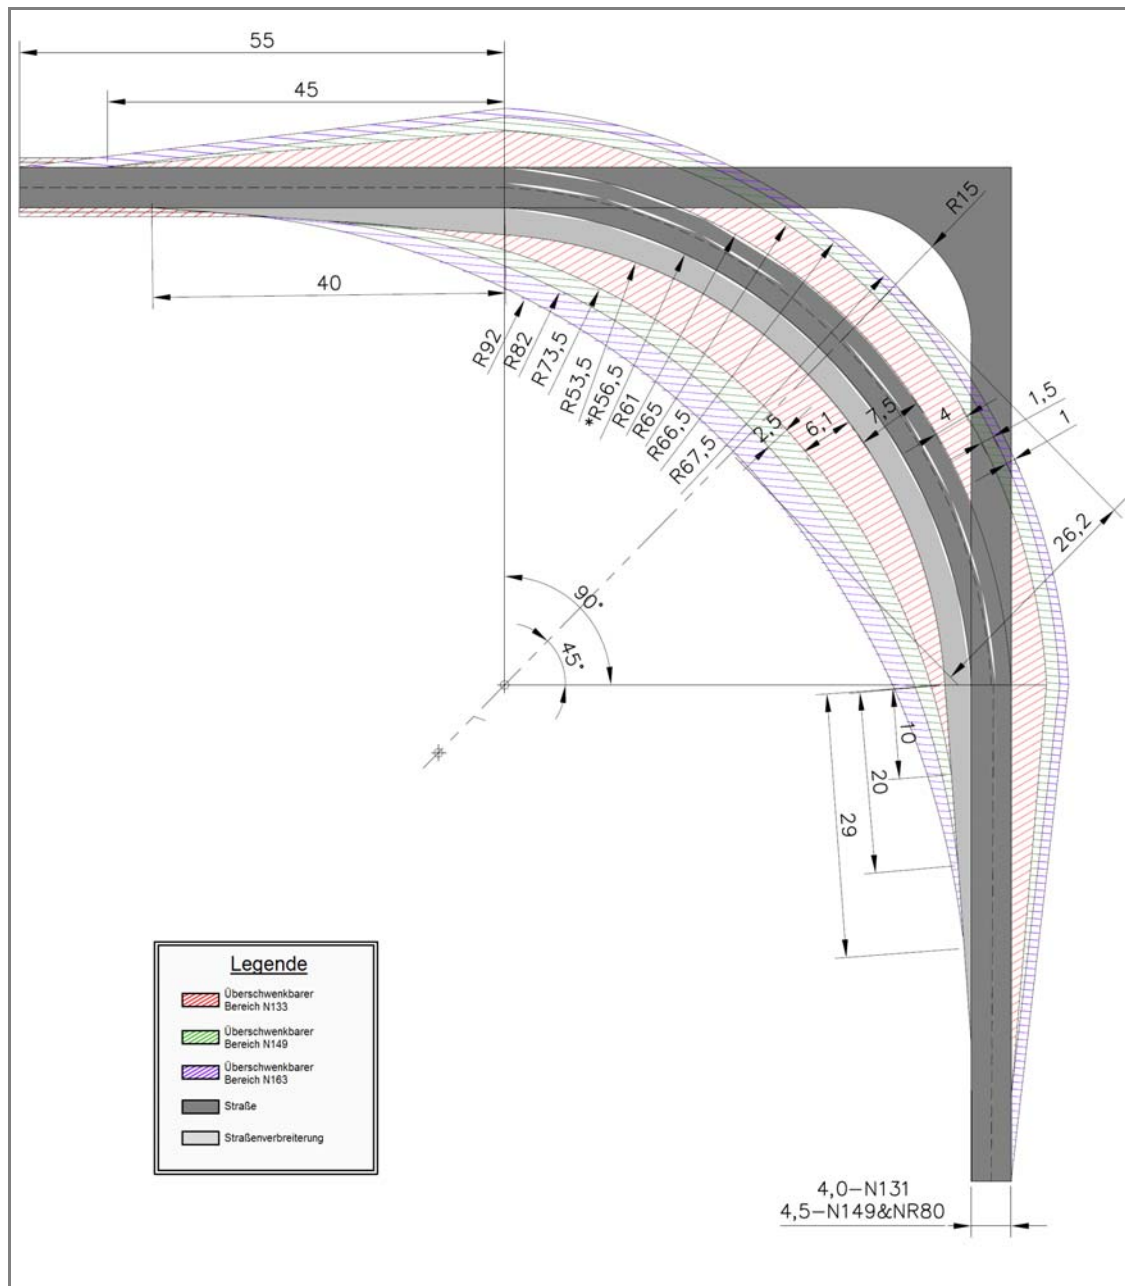 55
45
40
R15
R92
R82
R73,5
R53,5
*R56,5
R61
R65
R66,5
R67,5
2,5
6,1
7,5
4
1,5
1
26,2
90°
45°
10
20
29
Legende
Überschwenkbarer
Bereich N133
Überschwenkbarer
Bereich N149
Überschwenkbarer
Bereich N163
Straße
Straßenverbreiterung
4,0-N131
4,5-N149&NR80